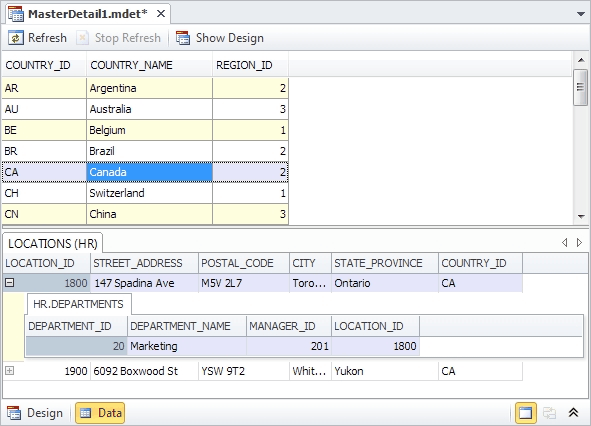 MasterDetail1.mdet*
Refresh Stop Refresh Show Design
COUNTRY_ID COUNTRY_NAME REGION_ID
AR Argentina 2
AU Australia 3
BE Belgium 1
BR Brazil 2
CA Canada 2
CH Switzerland 1
CN China 3
LOCATIONS (HR)
LOCATION_ID STREET_ADDRESS POSTAL_CODE CITY STATE_PROVINCE COUNTRY_ID
1800 147 Spadina Ave M5V 2L7 Toro... Ontario CA
HR.DEPARTMENTS
DEPARTMENT_ID DEPARTMENT_NAME MANAGER_ID LOCATION_ID
20 Marketing 201 1800
1900 6092 Boxwood St YSW 9T2 Whit... Yukon CA
Design Data